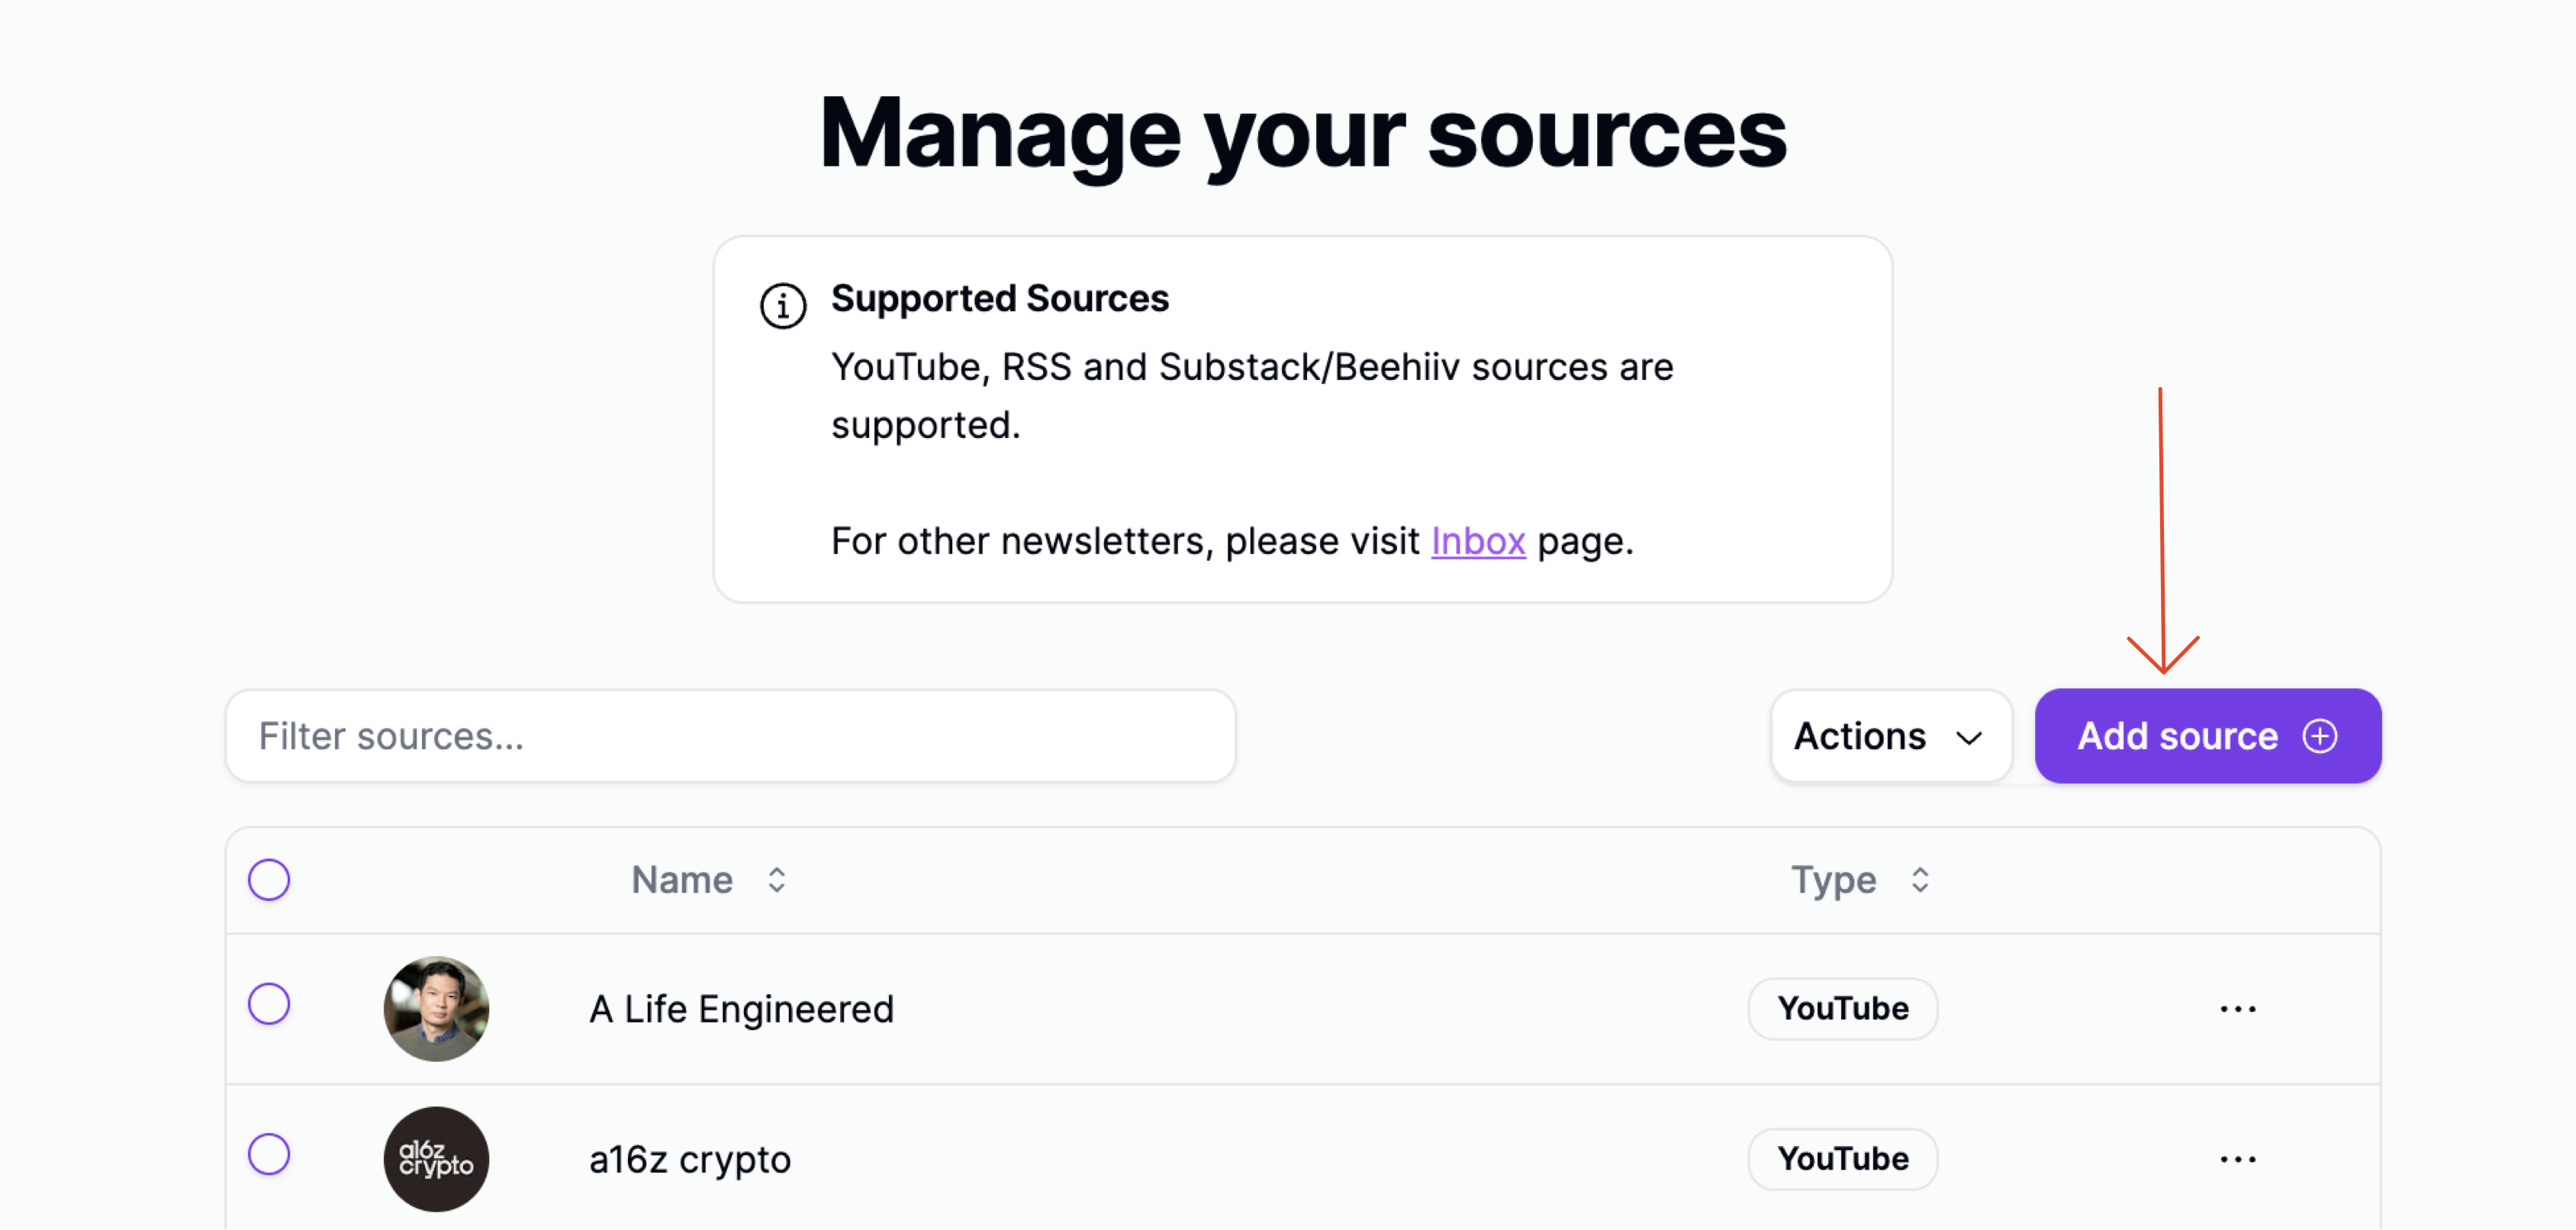 Manage your sources
Supported Sources
YouTube, RSS and Substack/Beehiiv sources are
supported.
For other newsletters, please visit Inbox page.
Filter sources...
Actions
Add source
Name
Type
A Life Engineered
YouTube
a16z
crypto
a16z crypto
YouTube